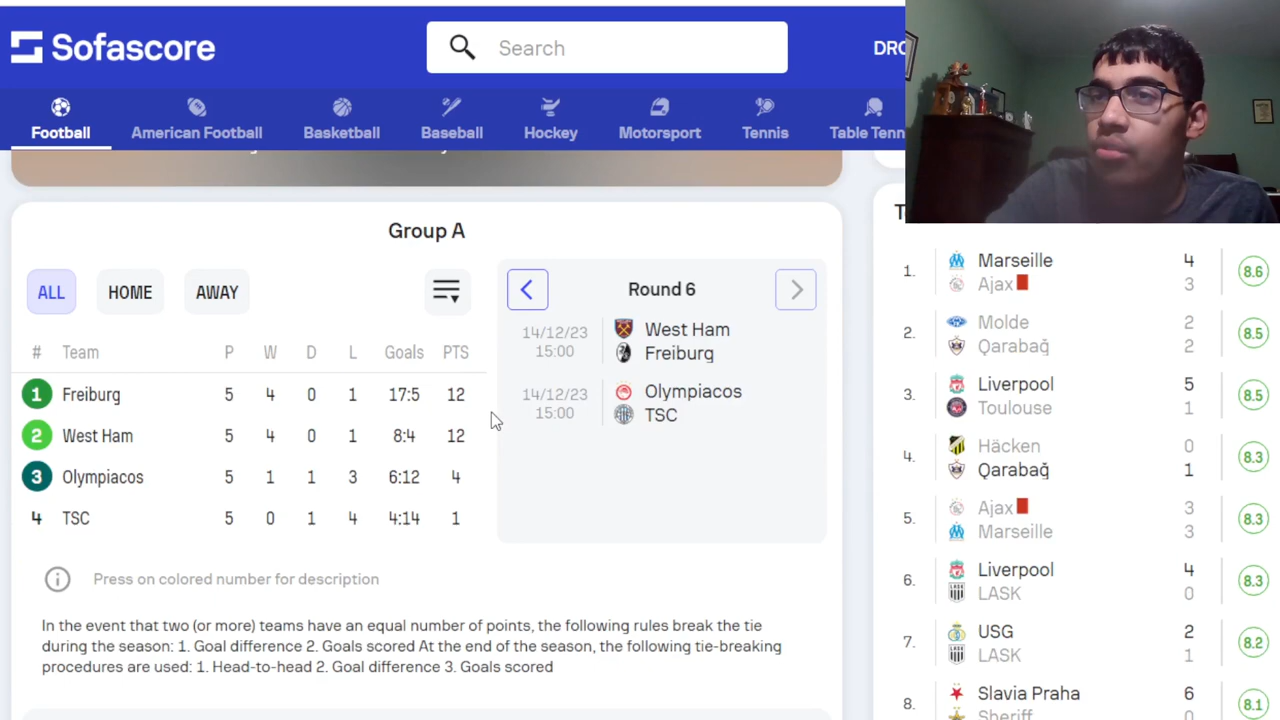 Sofascore
Search
DRO
Football
American Football
Basketball
Baseball
Hockey
Motorsport
Tennis
Table Tenn
Group A
ALL
HOME
AWAY
# Team P W D L Goals PTS
1 Freiburg 5 4 0 1 17:5 12
2 West Ham 5 4 0 1 8:4 12
3 Olympiacos 5 1 1 3 6:12 4
4 TSC 5 0 1 4 4:14 1
Round 6
14/12/23 West Ham
15:00 Freiburg
14/12/23 Olympiacos
15:00 TSC
Press on colored number for description
In the event that two (or more) teams have an equal number of points, the following rules break the tie
during the season: 1. Goal difference 2. Goals scored At the end of the season, the following tie-breaking
procedures are used: 1. Head-to-head 2. Goal difference 3. Goals scored
1. Marseille 4 8.6
Ajax 3
2. Molde 2 8.5
Qarabağ 2
3. Liverpool 5 8.5
Toulouse 1
4. Häcken 0 8.3
Qarabağ 1
5. Ajax 3 8.3
Marseille 3
6. Liverpool 4 8.3
LASK 0
7. USG 2 8.2
LASK 1
8. Slavia Praha 6 8.1
Sheriff 0